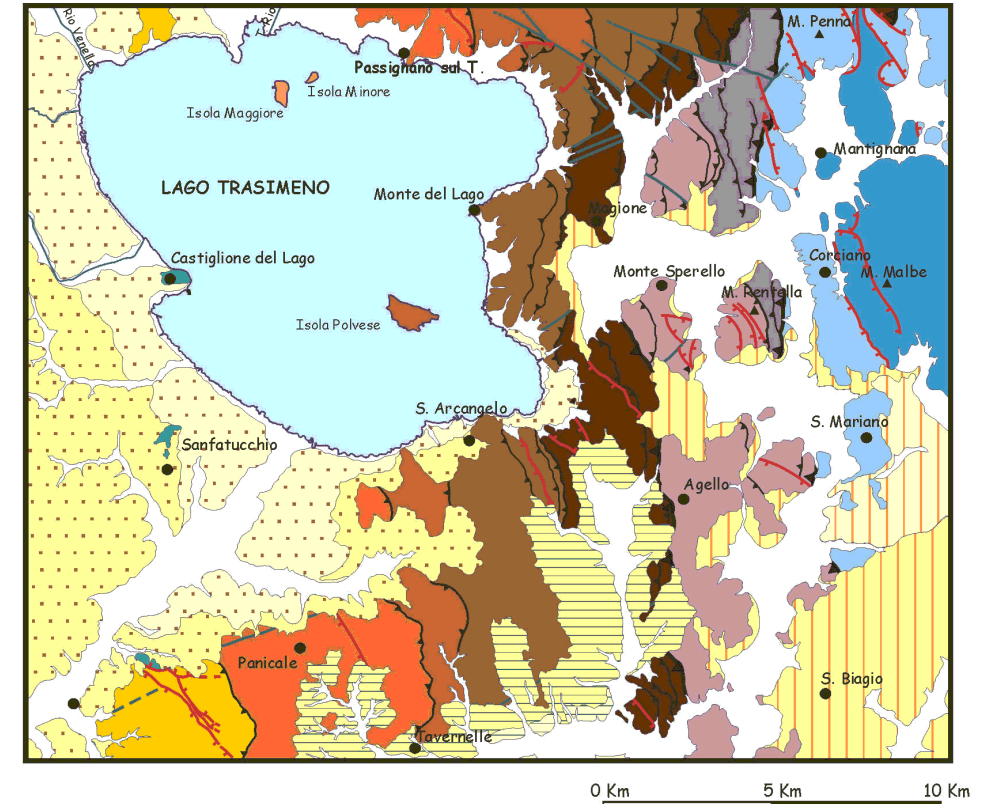 Rio Venella
Rio
M. Penna
Passignano sul T.
Isola Minore
Isola Maggiore
Mantignana
LAGO TRASIMENO
Monte del Lago
Magione
Castiglione del Lago
Corciano
Monte Sperello
M. Malbe
M. Rentella
Isola Polvese
S. Arcangelo
S. Mariano
Sanfatucchio
Agello
Panicale
S. Biagio
Tavernelle
0 Km 5 Km 10 Km